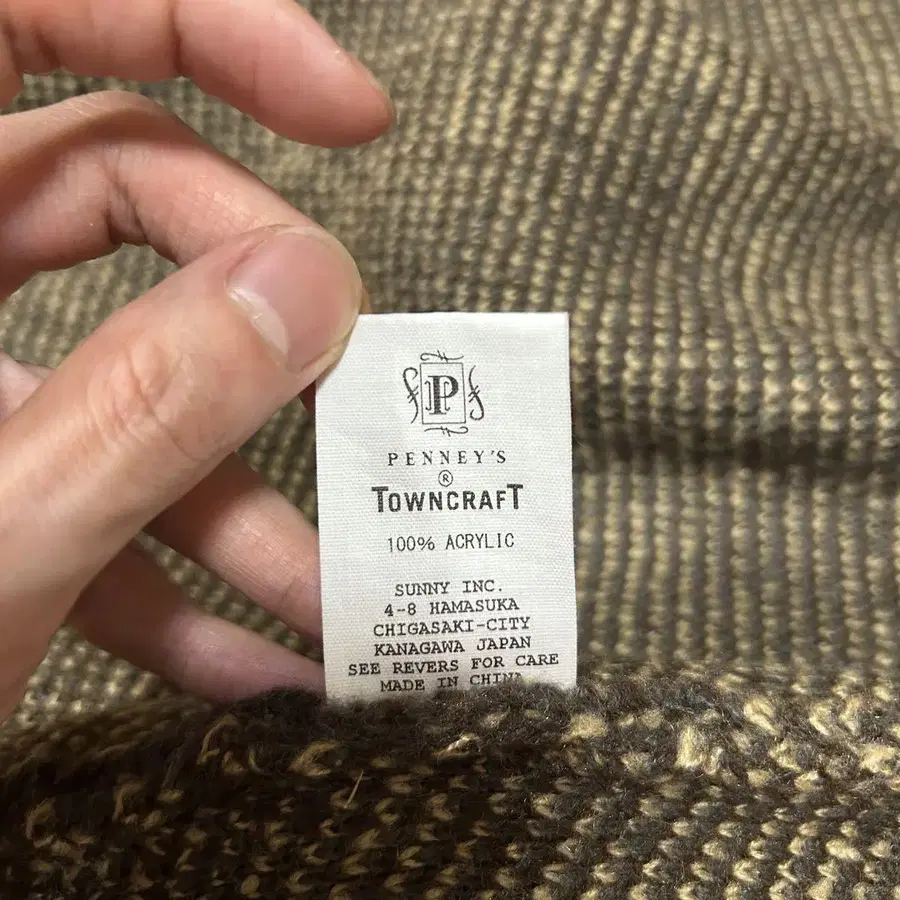 P
PENNEY'S
®
TOWNCRAFT
100% ACRYLIC
SUNNY INC.
4-8 HAMASUKA
CHIGASAKI-CITY
KANAGAWA JAPAN
SEE REVERS FOR CARE
MADE IN CHINA